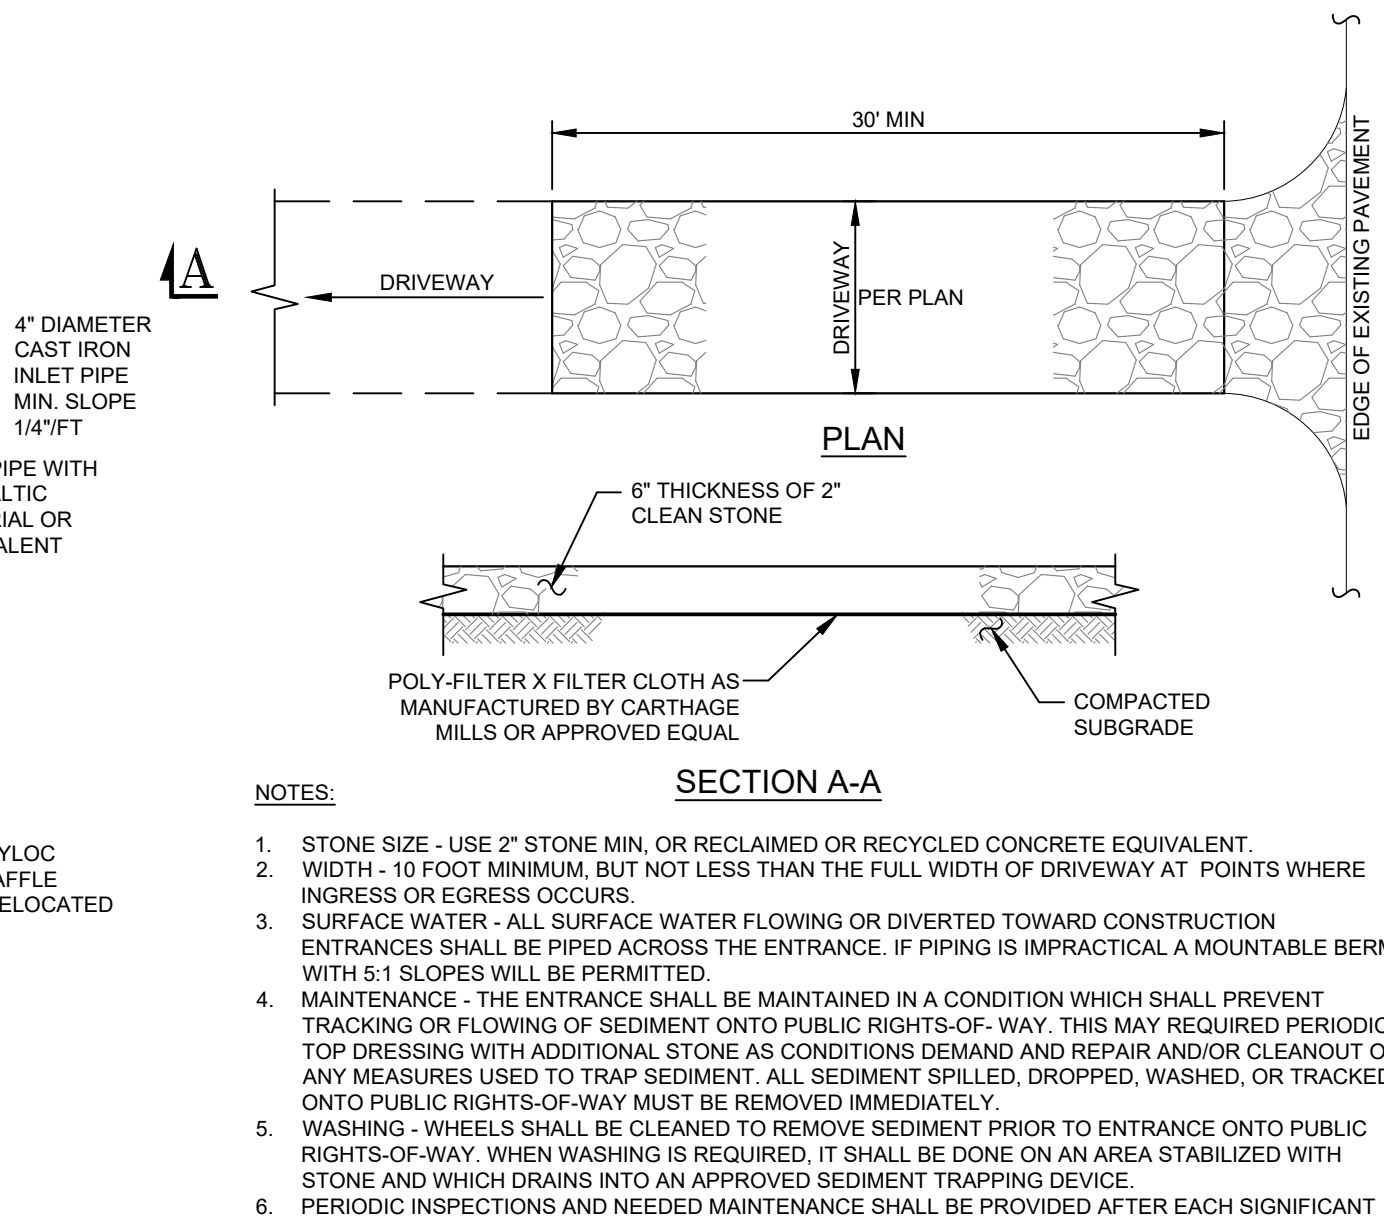 30' MIN
EDGE OF EXISTING PAVEMENT
A
DRIVEWAY
DRIVEWAY
PER PLAN
4" DIAMETER
CAST IRON
INLET PIPE
MIN. SLOPE
1/4"/FT
PIPE WITH
OR
PLAN
6" THICKNESS OF 2"
CLEAN STONE
POLY-FILTER X FILTER CLOTH AS
MANUFACTURED BY CARTHAGE
MILLS OR APPROVED EQUAL
COMPACTED
SUBGRADE
SECTION A-A
NOTES:
1. STONE SIZE - USE 2" STONE MIN, OR RECLAIMED OR RECYCLED CONCRETE EQUIVALENT.
2. WIDTH - 10 FOOT MINIMUM, BUT NOT LESS THAN THE FULL WIDTH OF DRIVEWAY AT POINTS WHERE
INGRESS OR EGRESS OCCURS.
3. SURFACE WATER - ALL SURFACE WATER FLOWING OR DIVERTED TOWARD CONSTRUCTION
ENTRANCES SHALL BE PIPED ACROSS THE ENTRANCE. IF PIPING IS IMPRACTICAL A MOUNTABLE BERM
WITH 5:1 SLOPES WILL BE PERMITTED.
4. MAINTENANCE - THE ENTRANCE SHALL BE MAINTAINED IN A CONDITION WHICH SHALL PREVENT
TRACKING OR FLOWING OF SEDIMENT ONTO PUBLIC RIGHTS-OF- WAY. THIS MAY REQUIRED PERIODIC
TOP DRESSING WITH ADDITIONAL STONE AS CONDITIONS DEMAND AND REPAIR AND/OR CLEANOUT O
ANY MEASURES USED TO TRAP SEDIMENT. ALL SEDIMENT SPILLED, DROPPED, WASHED, OR TRACKED
ONTO PUBLIC RIGHTS-OF-WAY MUST BE REMOVED IMMEDIATELY.
5. WASHING - WHEELS SHALL BE CLEANED TO REMOVE SEDIMENT PRIOR TO ENTRANCE ONTO PUBLIC
RIGHTS-OF-WAY. WHEN WASHING IS REQUIRED, IT SHALL BE DONE ON AN AREA STABILIZED WITH
STONE AND WHICH DRAINS INTO AN APPROVED SEDIMENT TRAPPING DEVICE.
6. PERIODIC INSPECTIONS AND NEEDED MAINTENANCE SHALL BE PROVIDED AFTER EACH SIGNIFICANT